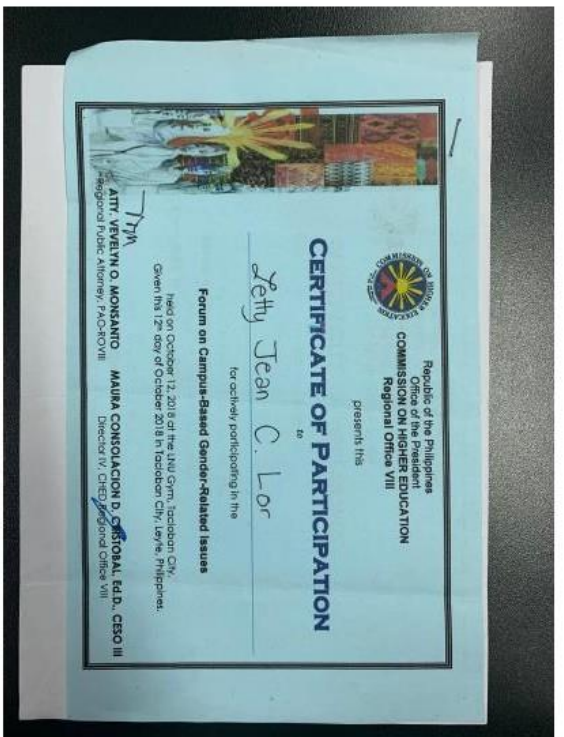 COMMISSION ON HIGHER EDUCATION
Republic of the Philippines
Office of the President
COMMISSION ON HIGHER EDUCATION
Regional Office VIII
presents this
CERTIFICATE OF PARTICIPATION
to
Letty Jean C. Lor
for actively participating in the
Forum on Campus-Based Gender-Related Issues
held on October 12, 2018 at the LNU Gym, Tacloban City.
Given this 12th day of October 2018 in Tacloban City, Leyte, Philippines.
ATTY. VEVELYN O. MONSANTO
Regional Public Attorney, PAO-ROVIII
MAURA CONSOLACION D. CRISTOBAL, Ed.D., CESO III
Director IV, CHED Regional Office VIII